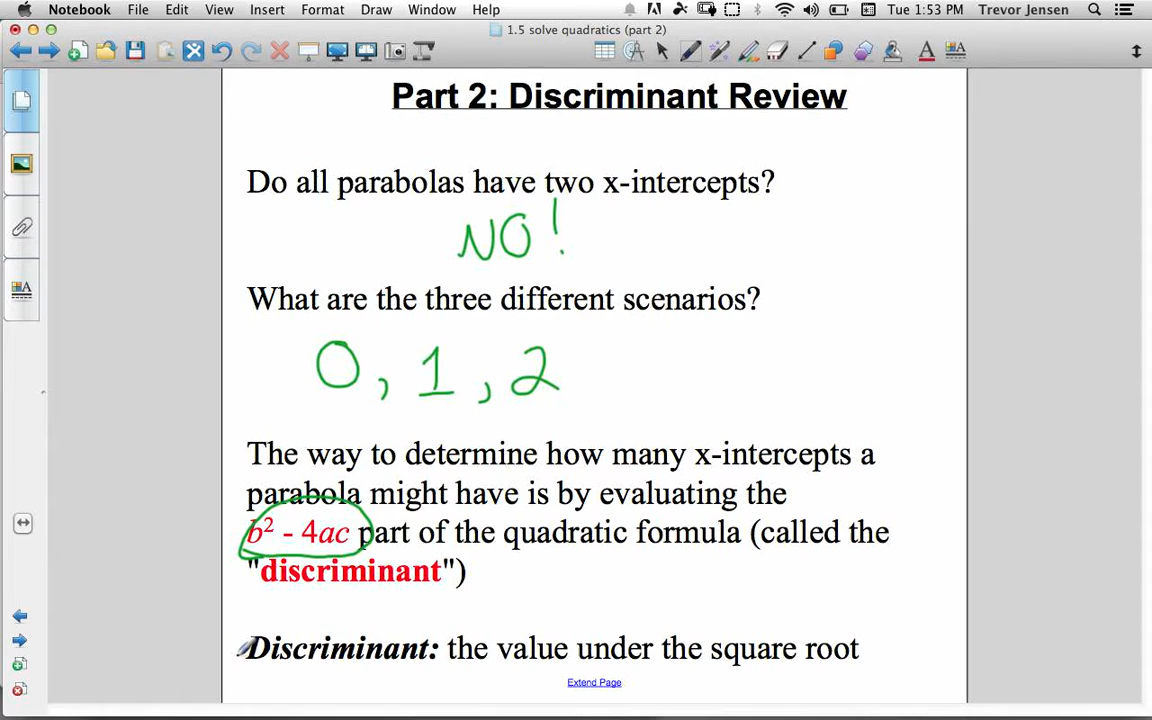 Notebook File Edit View Insert Format Draw Window Help Tue 1:53 PM Trevor Jensen
1.5 solve quadratics (part 2)
Part 2: Discriminant Review
Do all parabolas have two x-intercepts?
NO!
What are the three different scenarios?
0, 1, 2
The way to determine how many x-intercepts a
parabola might have is by evaluating the
b² - 4ac part of the quadratic formula (called the
"discriminant")
Discriminant: the value under the square root
Extend Page